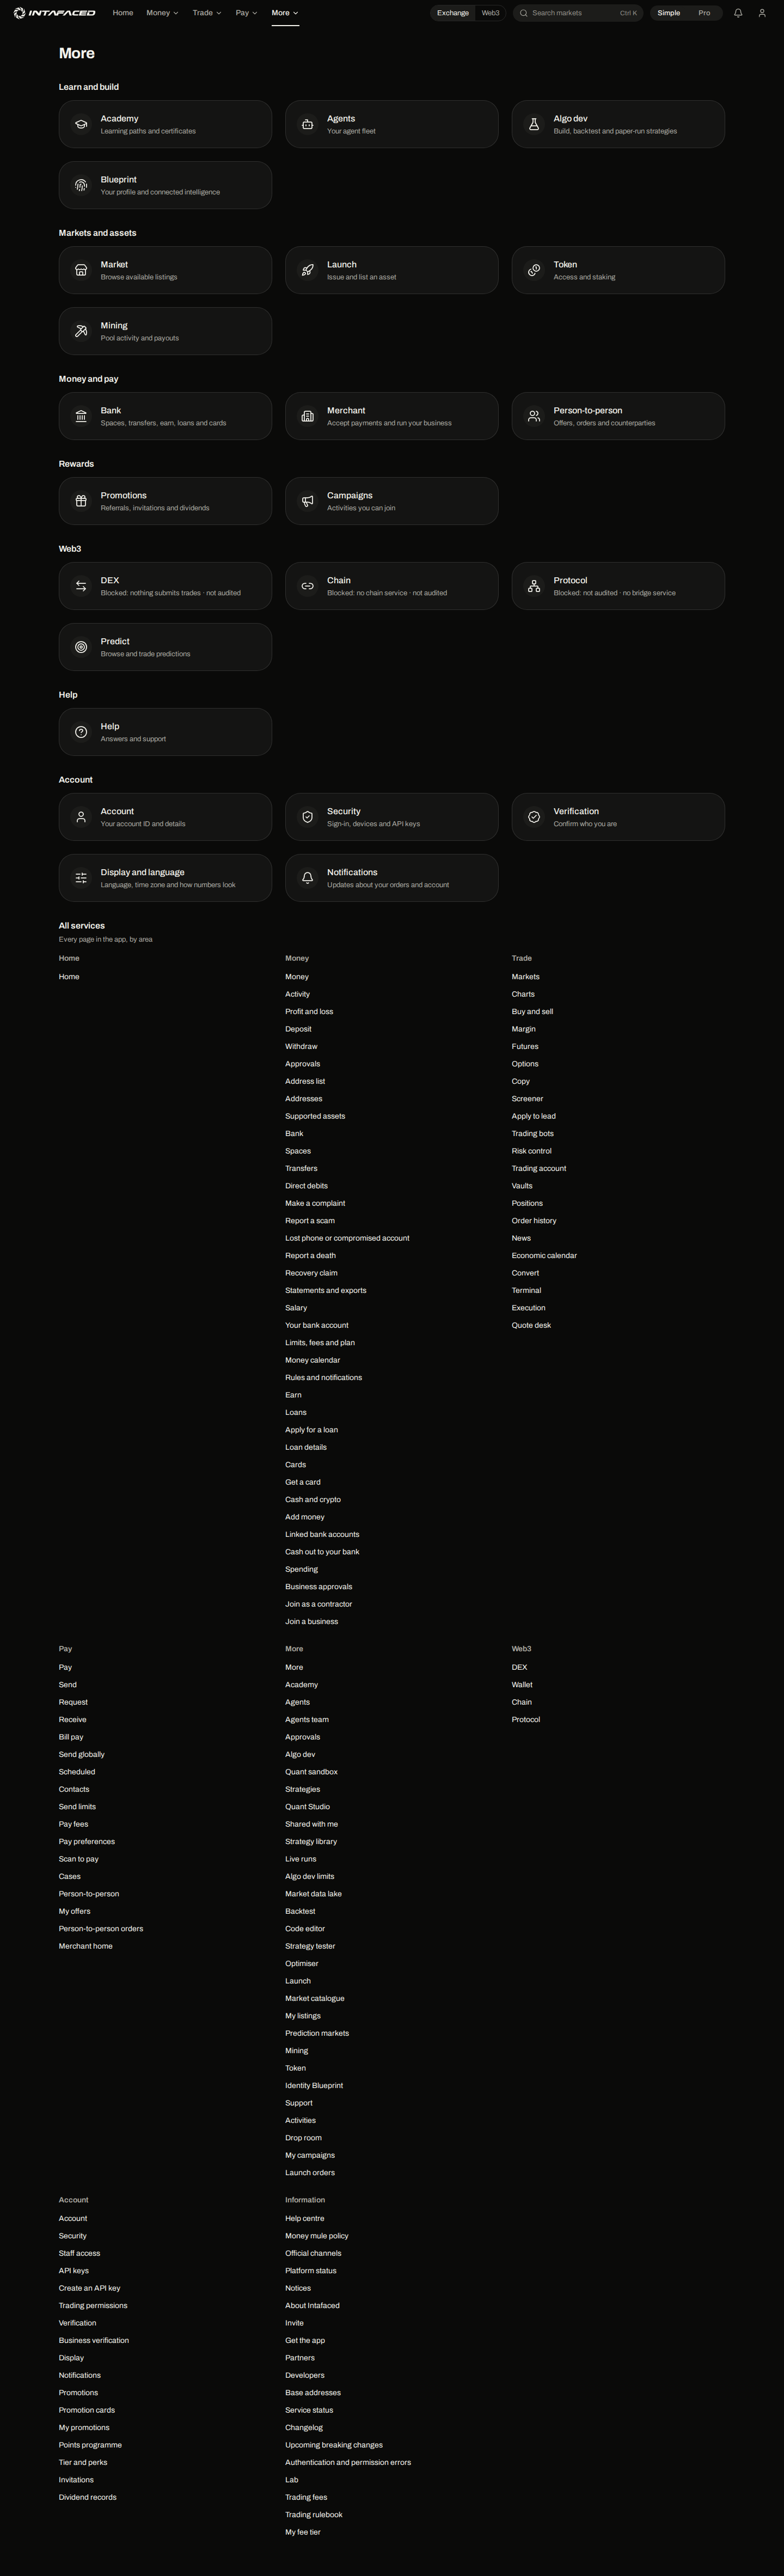 INTAFACED Home Money Trade Pay More Exchange Web3 Search markets Ctrl K Simple Pro
More
Learn and build
Academy
Learning paths and certificates
Agents
Your agent fleet
Algo dev
Build, backtest and paper-run strategies
Blueprint
Your profile and connected intelligence
Markets and assets
Market
Browse available listings
Launch
Issue and list an asset
Token
Access and staking
Mining
Pool activity and payouts
Money and pay
Bank
Spaces, transfers, earn, loans and cards
Merchant
Accept payments and run your business
Person-to-person
Offers, orders and counterparties
Rewards
Promotions
Referrals, invitations and dividends
Campaigns
Activities you can join
Web3
DEX
Blocked: nothing submits trades · not audited
Chain
Blocked: no chain service · not audited
Protocol
Blocked: not audited · no bridge service
Predict
Browse and trade predictions
Help
Help
Answers and support
Account
Account
Your account ID and details
Security
Sign-in, devices and API keys
Verification
Confirm who you are
Display and language
Language, time zone and how numbers look
Notifications
Updates about your orders and account
All services
Every page in the app, by area
Home
Home
Money
Money
Activity
Profit and loss
Deposit
Withdraw
Approvals
Address list
Addresses
Supported assets
Bank
Spaces
Transfers
Direct debits
Make a complaint
Report a scam
Lost phone or compromised account
Report a death
Recovery claim
Statements and exports
Salary
Your bank account
Limits, fees and plan
Money calendar
Rules and notifications
Earn
Loans
Apply for a loan
Loan details
Cards
Get a card
Cash and crypto
Add money
Linked bank accounts
Cash out to your bank
Spending
Business approvals
Join as a contractor
Join a business
Trade
Markets
Charts
Buy and sell
Margin
Futures
Options
Copy
Screener
Apply to lead
Trading bots
Risk control
Trading account
Vaults
Positions
Order history
News
Economic calendar
Convert
Terminal
Execution
Quote desk
Pay
Pay
Send
Request
Receive
Bill pay
Send globally
Scheduled
Contacts
Send limits
Pay fees
Pay preferences
Scan to pay
Cases
Person-to-person
My offers
Person-to-person orders
Merchant home
More
More
Academy
Agents
Agents team
Approvals
Algo dev
Quant sandbox
Strategies
Quant Studio
Shared with me
Strategy library
Live runs
Algo dev limits
Market data lake
Backtest
Code editor
Strategy tester
Optimiser
Launch
Market catalogue
My listings
Prediction markets
Mining
Token
Identity Blueprint
Support
Activities
Drop room
My campaigns
Launch orders
Web3
DEX
Wallet
Chain
Protocol
Account
Account
Security
Staff access
API keys
Create an API key
Trading permissions
Verification
Business verification
Display
Notifications
Promotions
Promotion cards
My promotions
Points programme
Tier and perks
Invitations
Dividend records
Information
Help centre
Money mule policy
Official channels
Platform status
Notices
About Intafaced
Invite
Get the app
Partners
Developers
Base addresses
Service status
Changelog
Upcoming breaking changes
Authentication and permission errors
Lab
Trading fees
Trading rulebook
My fee tier